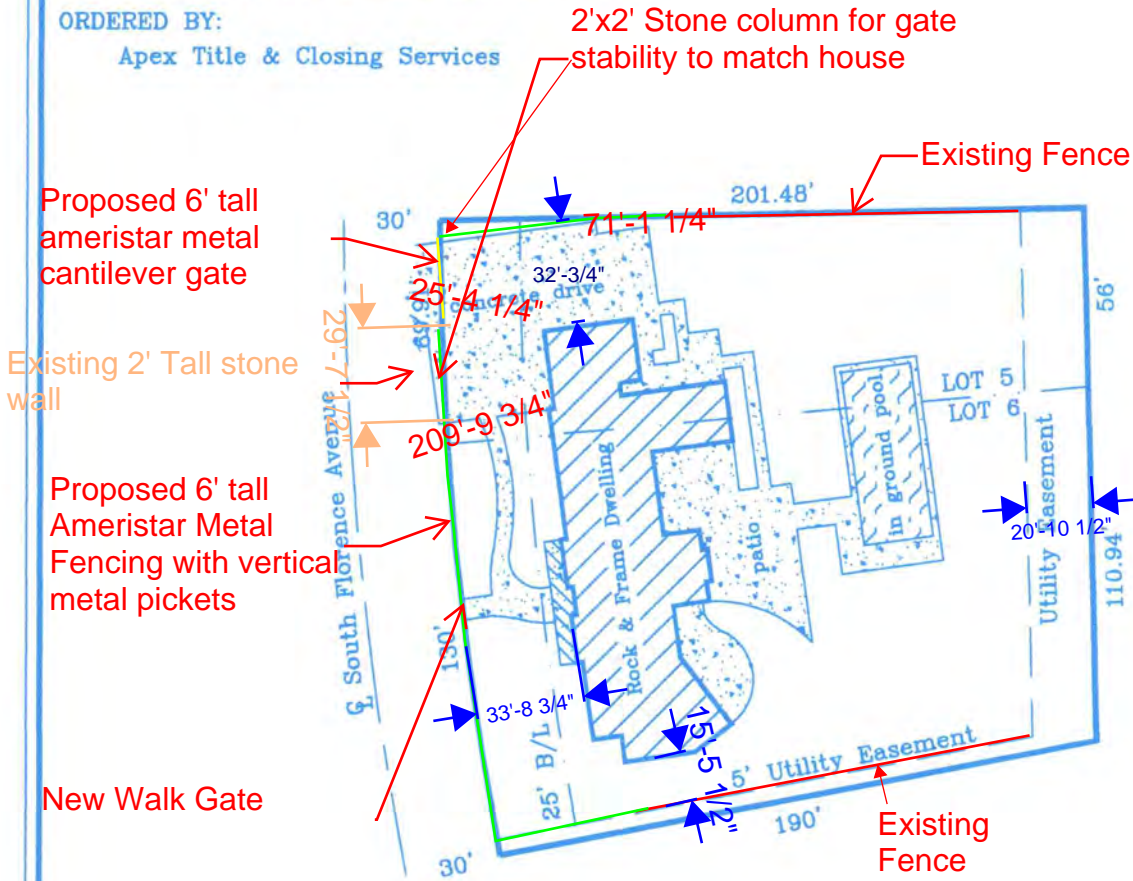 ORDERED BY:
Apex Title & Closing Services
2'x2' Stone column for gate
stability to match house
Existing Fence
Proposed 6' tall
ameristar metal
cantilever gate
30'
201.48'
71'-1 1/4"
32'-3/4"
25'-4 1/4"
concrete drive
56'
29'-7 1/2"
Existing 2' Tall stone
wall
209'-9 3/4"
LOT 5
LOT 6
in ground pool
Proposed 6' tall
Ameristar Metal
Fencing with vertical
metal pickets
℄ South Florence Avenue
Rock & Frame Dwelling
patio
Utility Easement
20'-10 1/2"
110.94'
130'
33'-8 3/4"
25' B/L
15'-5 1/2"
5' Utility Easement
New Walk Gate
190'
Existing
Fence
30'